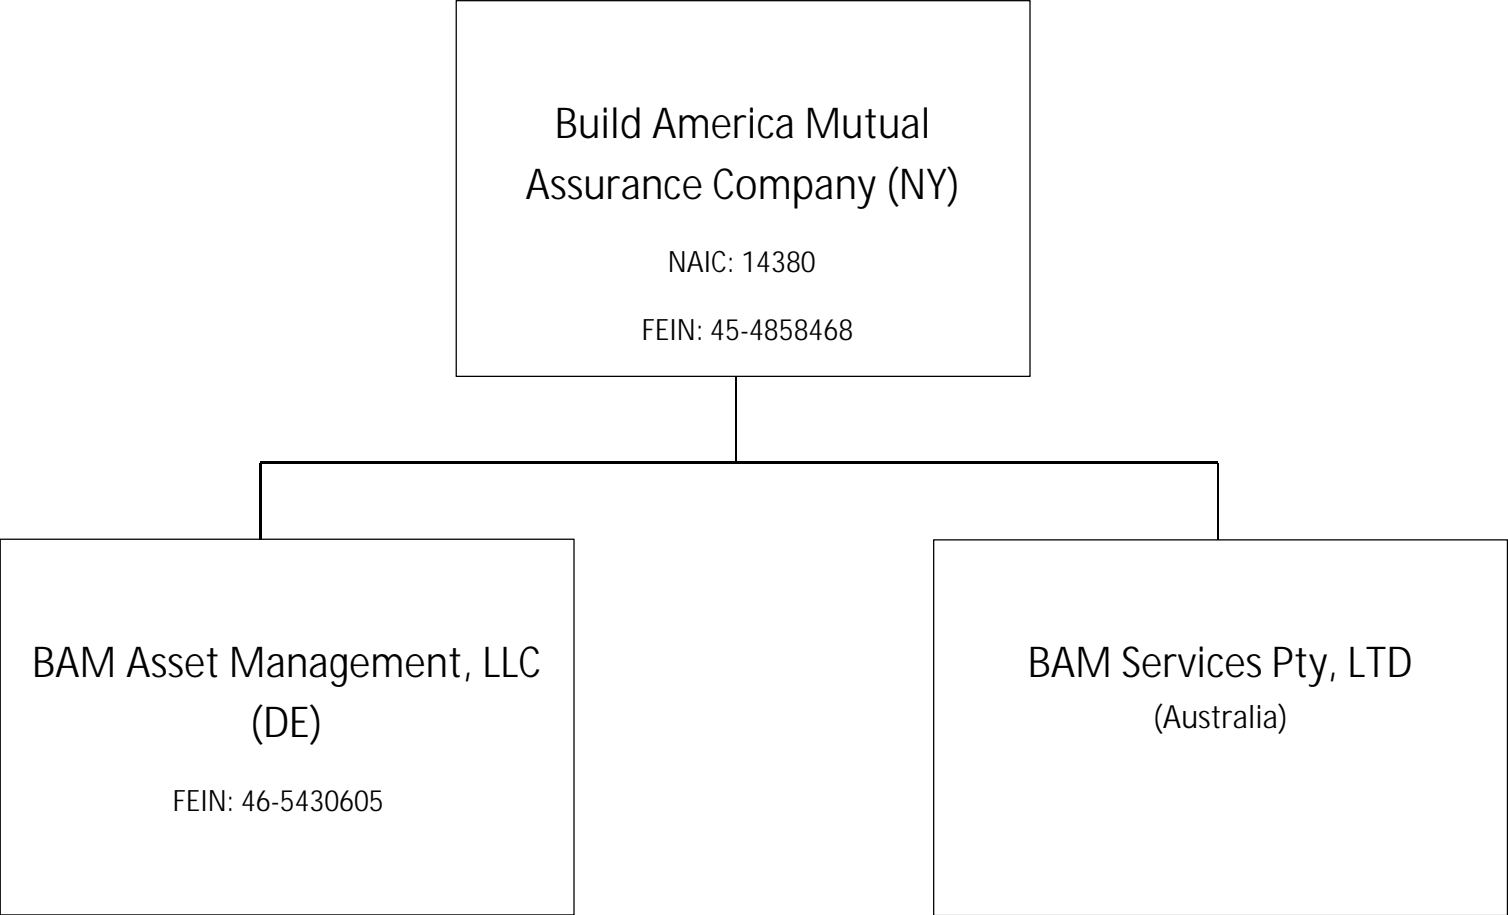 Build America Mutual
Assurance Company (NY)
NAIC: 14380
FEIN: 45-4858468
BAM Asset Management, LLC
(DE)
FEIN: 46-5430605
BAM Services Pty, LTD
(Australia)